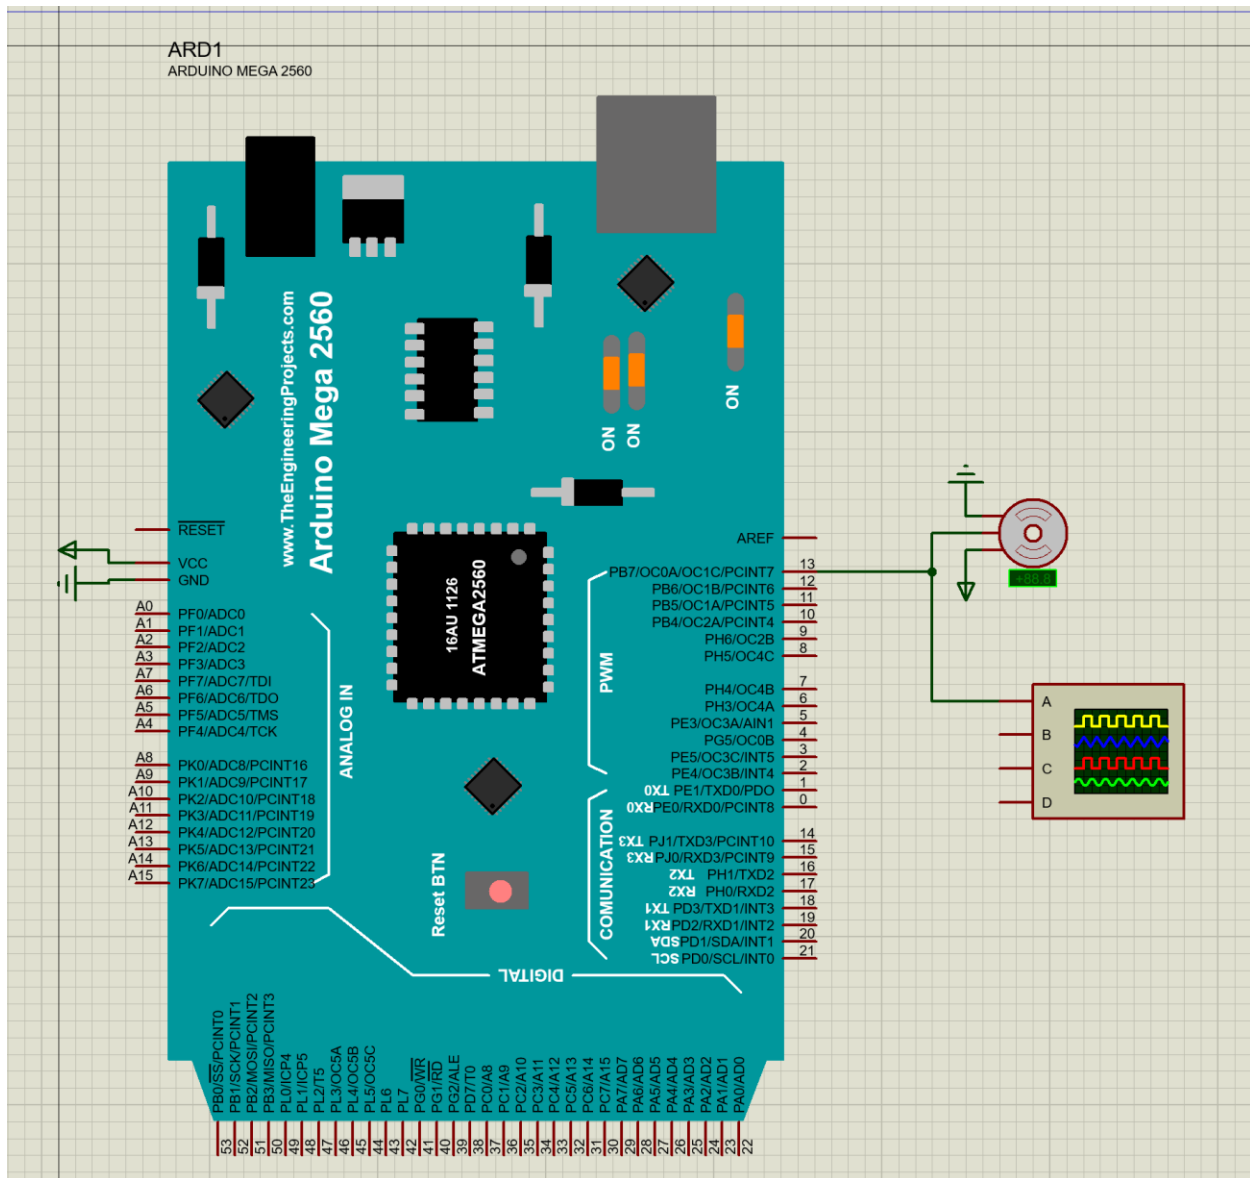 ARD1
ARDUINO MEGA 2560
www.TheEngineeringProjects.com
Arduino Mega 2560
ON
ON
ON
16AU 1126
ATMEGA2560
RESET
VCC
GND
A0 PF0/ADC0
A1 PF1/ADC1
A2 PF2/ADC2
A3 PF3/ADC3
A7 PF7/ADC7/TDI
A6 PF6/ADC6/TDO
A5 PF5/ADC5/TMS
A4 PF4/ADC4/TCK
A8 PK0/ADC8/PCINT16
A9 PK1/ADC9/PCINT17
A10 PK2/ADC10/PCINT18
A11 PK3/ADC11/PCINT19
A12 PK4/ADC12/PCINT20
A13 PK5/ADC13/PCINT21
A14 PK6/ADC14/PCINT22
A15 PK7/ADC15/PCINT23
ANALOG IN
Reset BTN
AREF
PB7/OC0A/OC1C/PCINT7 13
PB6/OC1B/PCINT6 12
PB5/OC1A/PCINT5 11
PB4/OC2A/PCINT4 10
PH6/OC2B 9
PH5/OC4C 8
PH4/OC4B 7
PH3/OC4A 6
PE3/OC3A/AIN1 5
PG5/OC0B 4
PE5/OC3C/INT5 3
PE4/OC3B/INT4 2
TX0 PE1/TXD0/PDO 1
RX0 PE0/RXD0/PCINT8 0
PWM
TX3 PJ1/TXD3/PCINT10 14
RX3 PJ0/RXD3/PCINT9 15
TX2 PH1/TXD2 16
RX2 PH0/RXD2 17
TX1 PD3/TXD1/INT3 18
RX1 PD2/RXD1/INT2 19
SDA PD1/SDA/INT1 20
SCL PD0/SCL/INT0 21
COMUNICATION
DIGITAL
PB0/SS/PCINT0 53
PB1/SCK/PCINT1 52
PB2/MOSI/PCINT2 51
PB3/MISO/PCINT3 50
PL0/ICP4 49
PL1/ICP5 48
PL2/T5 47
PL3/OC5A 46
PL4/OC5B 45
PL5/OC5C 44
PL6 43
PL7 42
PG0/WR 41
PG1/RD 40
PG2/ALE 39
PD7/T0 38
PC0/A8 37
PC1/A9 36
PC2/A10 35
PC3/A11 34
PC4/A12 33
PC5/A13 32
PC6/A14 31
PC7/A15 30
PA7/AD7 29
PA6/AD6 28
PA5/AD5 27
PA4/AD4 26
PA3/AD3 25
PA2/AD2 24
PA1/AD1 23
PA0/AD0 22
+88.8
A
B
C
D